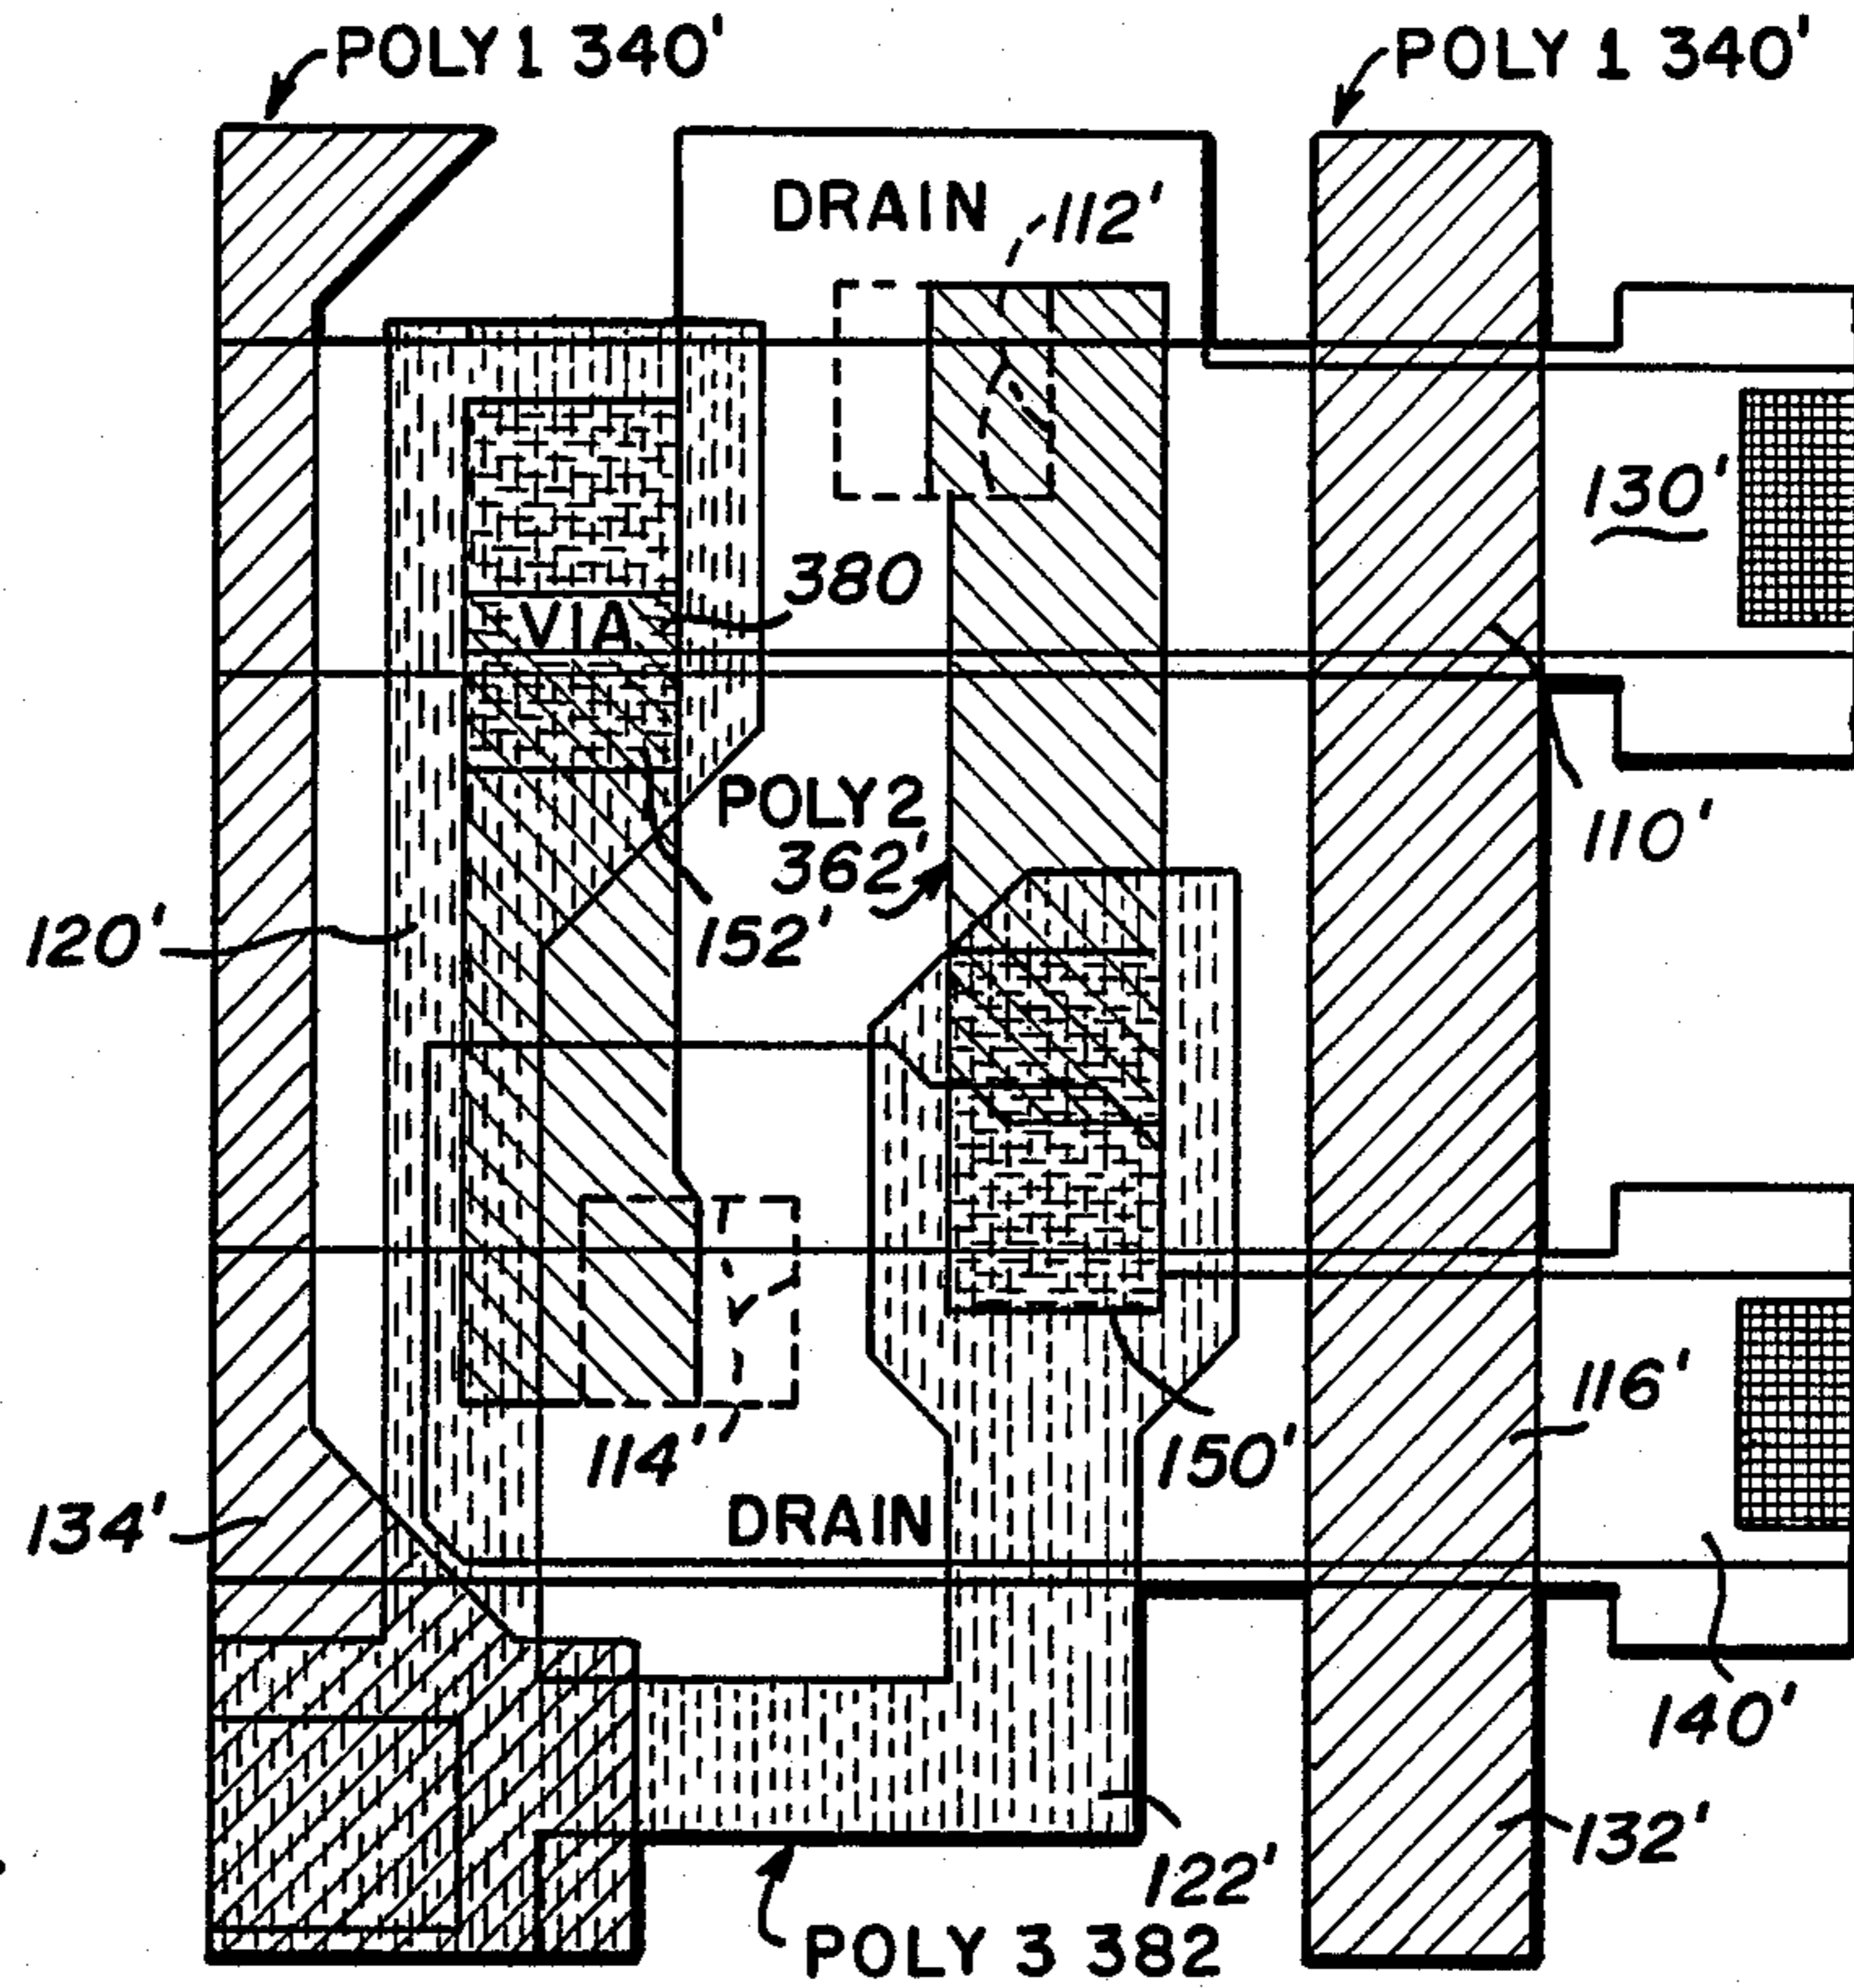 POLY 1 340'
POLY 1 340'
DRAIN
112'
130'
380
VIA
110'
POLY 2
362'
152'
120'
116'
114'
150'
DRAIN
134'
140'
132'
122'
POLY 3 382